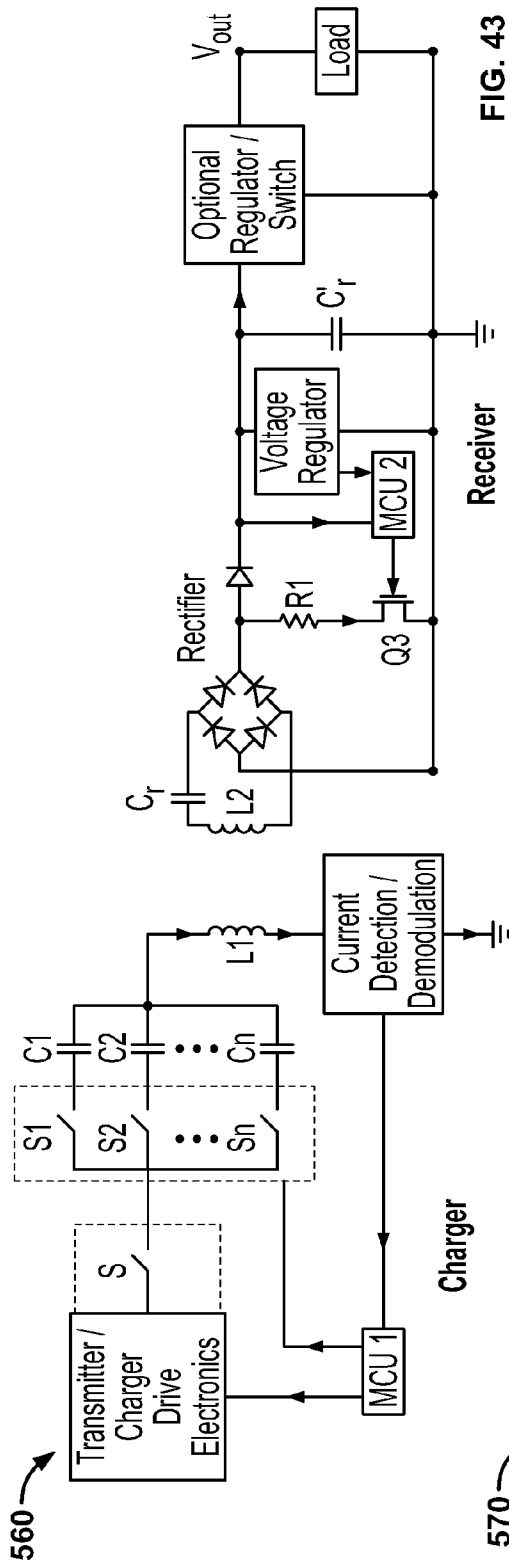 560
Transmitter /
Charger
Drive
Electronics
S
S1
S2
Sn
C1
C2
Cn
L1
Current
Detection /
Demodulation
MCU 1
Charger
Cr
L2
Rectifier
R1
Q3
Voltage
Regulator
MCU 2
C'r
Optional
Regulator /
Switch
Vout
Load
Receiver
FIG. 43
570